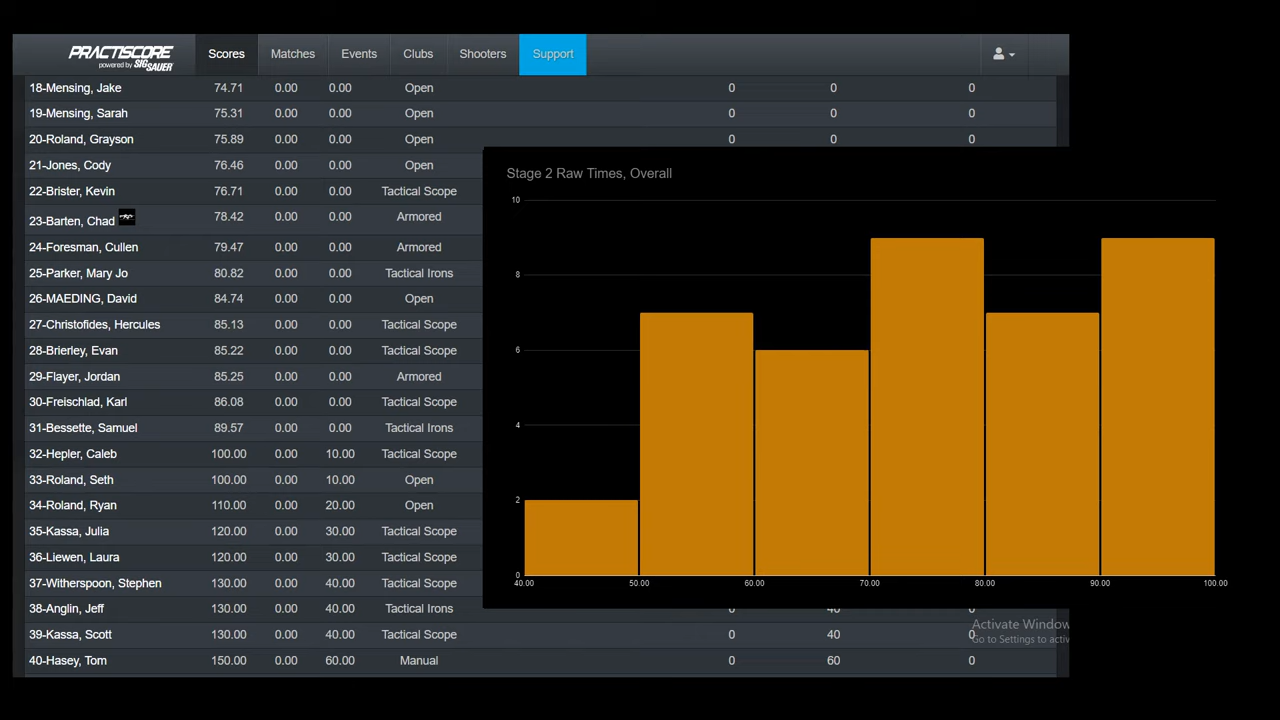 PRACTISCORE
powered by SIG SAUER
Scores Matches Events Clubs Shooters Support
18-Mensing, Jake 74.71 0.00 0.00 Open 0 0 0
19-Mensing, Sarah 75.31 0.00 0.00 Open 0 0 0
20-Roland, Grayson 75.89 0.00 0.00 Open 0 0 0
21-Jones, Cody 76.46 0.00 0.00 Open
22-Brister, Kevin 76.71 0.00 0.00 Tactical Scope
23-Barten, Chad 78.42 0.00 0.00 Armored
24-Foresman, Cullen 79.47 0.00 0.00 Armored
25-Parker, Mary Jo 80.82 0.00 0.00 Tactical Irons
26-MAEDING, David 84.74 0.00 0.00 Open
27-Christofides, Hercules 85.13 0.00 0.00 Tactical Scope
28-Brierley, Evan 85.22 0.00 0.00 Tactical Scope
29-Flayer, Jordan 85.25 0.00 0.00 Armored
30-Freischlad, Karl 86.08 0.00 0.00 Tactical Scope
31-Bessette, Samuel 89.57 0.00 0.00 Tactical Irons
32-Hepler, Caleb 100.00 0.00 10.00 Tactical Scope
33-Roland, Seth 100.00 0.00 10.00 Open
34-Roland, Ryan 110.00 0.00 20.00 Open
35-Kassa, Julia 120.00 0.00 30.00 Tactical Scope
36-Liewen, Laura 120.00 0.00 30.00 Tactical Scope
37-Witherspoon, Stephen 130.00 0.00 40.00 Tactical Scope
38-Anglin, Jeff 130.00 0.00 40.00 Tactical Irons 0 40 0
39-Kassa, Scott 130.00 0.00 40.00 Tactical Scope 0 40 0
40-Hasey, Tom 150.00 0.00 60.00 Manual 0 60 0
Stage 2 Raw Times, Overall
10
8
6
4
2
0
40.00 50.00 60.00 70.00 80.00 90.00 100.00
Activate Window
Go to Settings to activ